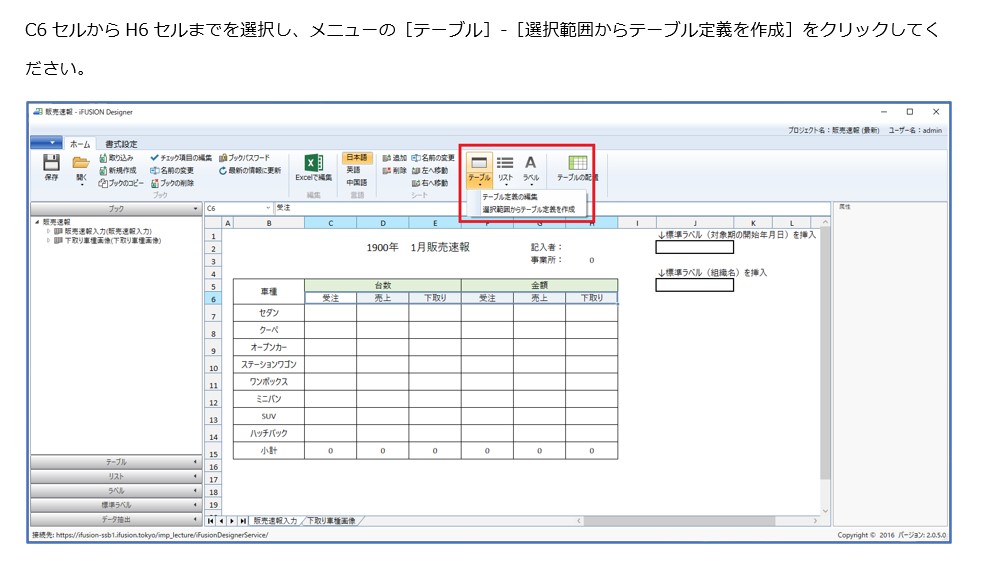 C6 セルから H6 セルまでを選択し、メニューの［テーブル］-［選択範囲からテーブル定義を作成］をクリックしてく
ださい。
販売速報 - iFUSION Designer
プロジェクト名：販売速報 (最新) ユーザー名：admin
ホーム 書式設定
保存 開く 取り込み 新規作成 ブックのコピー チェック項目の編集 名前の変更 ブックの削除 ブックパスワード 最新の情報に更新
ブック
Excelで編集
編集
日本語 英語 中国語
言語
追加 削除 名前の変更 左へ移動 右へ移動
シート
テーブル リスト ラベル テーブルの配置
テーブル定義の編集
選択範囲からテーブル定義を作成
ブック C6 受注 属性
販売速報
販売速報入力(販売速報入力)
下取り車種画像(下取り車種画像)
A B C D E F G H I J K L
1 ↓標準ラベル（対象期の開始年月日）を挿入
2 1900年 1月販売速報 記入者：
3 事業所： 0
4 ↓標準ラベル（組織名）を挿入
5 車種 台数 金額
6 受注 売上 下取り 受注 売上 下取り
7 セダン
8 クーペ
9 オープンカー
10 ステーションワゴン
11 ワンボックス
12 ミニバン
13 SUV
14 ハッチバック
15 小計 0 0 0 0 0 0
16
17
18
19
テーブル
リスト
ラベル
標準ラベル
データ抽出
販売速報入力 下取り車種画像
接続先: https://ifusion-ssb1.ifusion.tokyo/imp_lecture/iFusionDesignerService/
Copyright © 2016 バージョン: 2.0.5.0